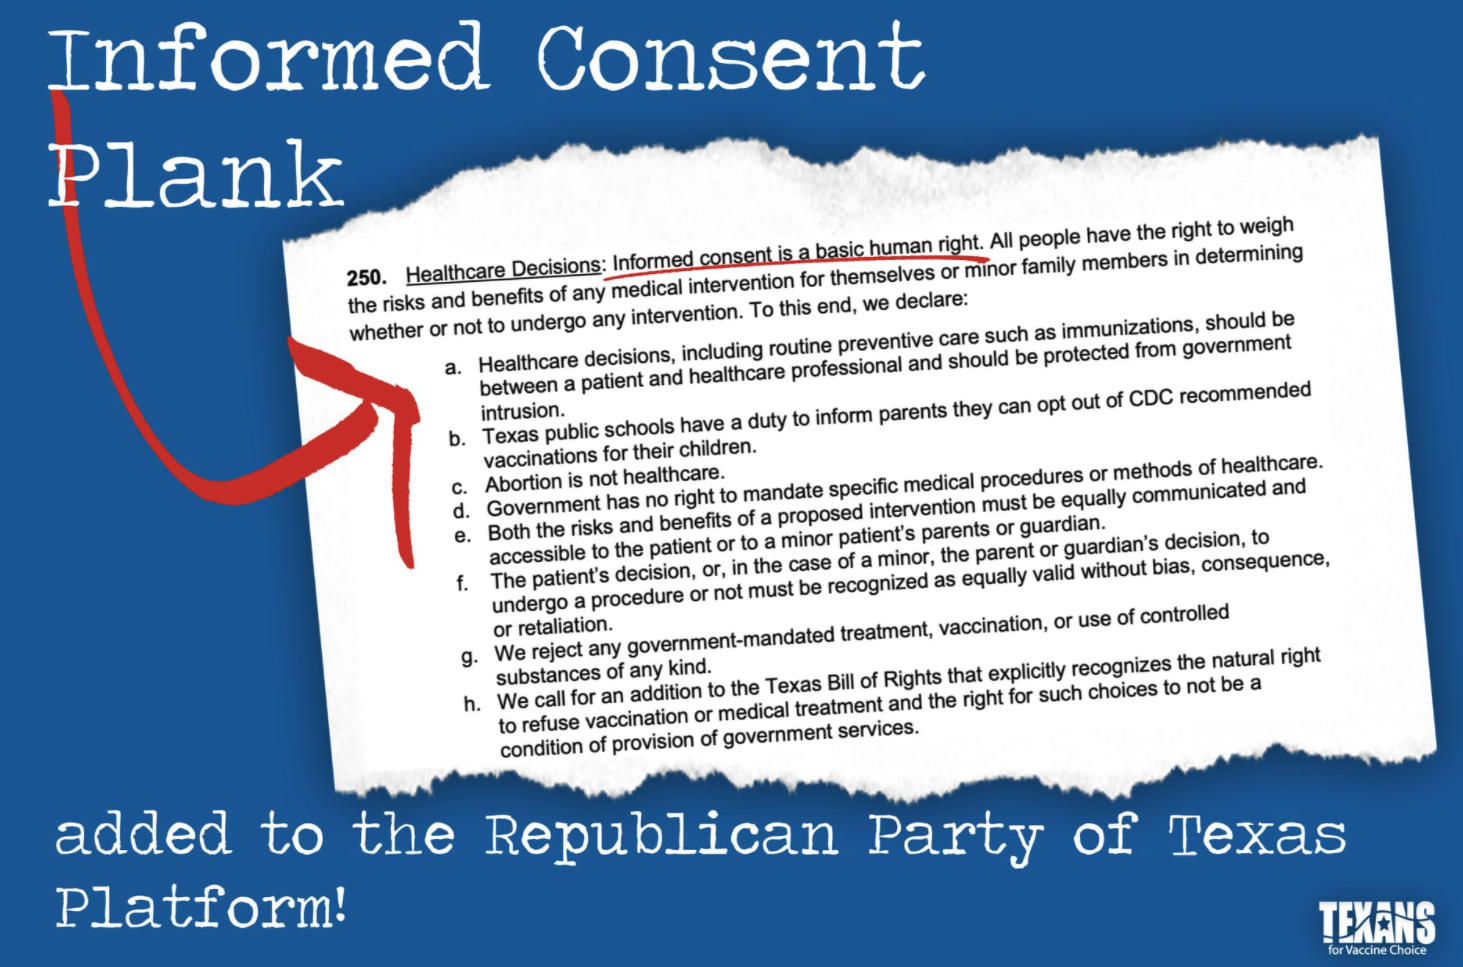 Informed Consent
Plank
250. Healthcare Decisions: Informed consent is a basic human right. All people have the right to weigh
the risks and benefits of any medical intervention for themselves or minor family members in determining
whether or not to undergo any intervention. To this end, we declare:
a. Healthcare decisions, including routine preventive care such as immunizations, should be
between a patient and healthcare professional and should be protected from government
intrusion.
b. Texas public schools have a duty to inform parents they can opt out of CDC recommended
vaccinations for their children.
c. Abortion is not healthcare.
d. Government has no right to mandate specific medical procedures or methods of healthcare.
e. Both the risks and benefits of a proposed intervention must be equally communicated and
accessible to the patient or to a minor patient's parents or guardian.
f. The patient's decision, or, in the case of a minor, the parent or guardian's decision, to
undergo a procedure or not must be recognized as equally valid without bias, consequence,
or retaliation.
g. We reject any government-mandated treatment, vaccination, or use of controlled
substances of any kind.
h. We call for an addition to the Texas Bill of Rights that explicitly recognizes the natural right
to refuse vaccination or medical treatment and the right for such choices to not be a
condition of provision of government services.
added to the Republican Party of Texas
Platform!
TEXANS
for Vaccine Choice